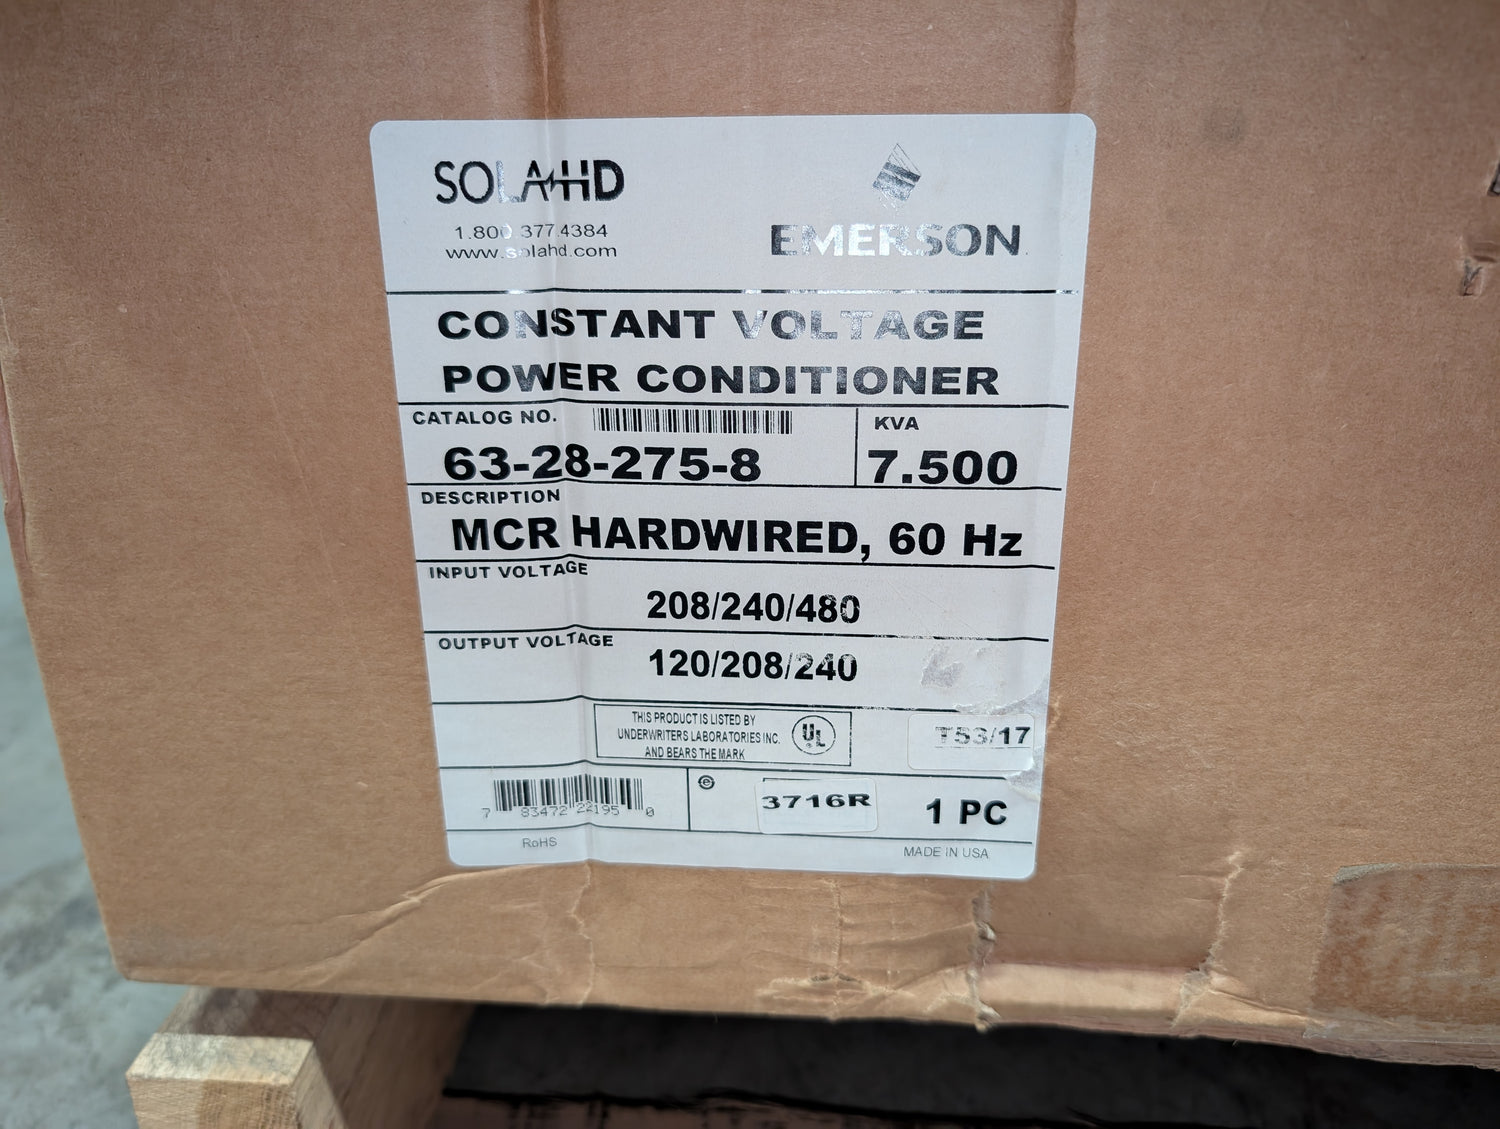 SOLAHD
1.800.377.4384
www.solahd.com
EMERSON
CONSTANT VOLTAGE
POWER CONDITIONER
CATALOG NO.
63-28-275-8
KVA
7.500
DESCRIPTION
MCR HARDWIRED, 60 Hz
INPUT VOLTAGE
208/240/480
OUTPUT VOLTAGE
120/208/240
THIS PRODUCT IS LISTED BY
UNDERWRITERS LABORATORIES INC.
AND BEARS THE MARK
UL
T53/17
7 83472 22195 0
e
3716R
1 PC
RoHS
MADE IN USA